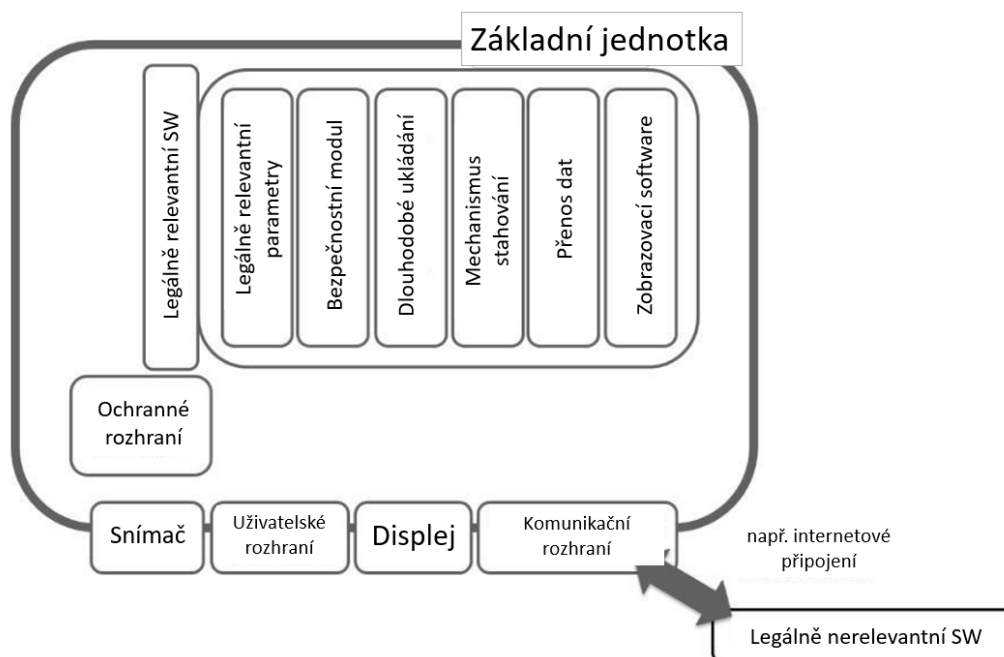 Základní jednotka
Legálně relevantní SW
Legálně relevantní
parametry
Bezpečnostní modul
Dlouhodobé ukládání
Mechanismus
stahování
Přenos dat
Zobrazovací software
Ochranné
rozhraní
Snímač
Uživatelské
rozhraní
Displej
Komunikační
rozhraní
např. internetové
připojení
Legálně nerelevantní SW